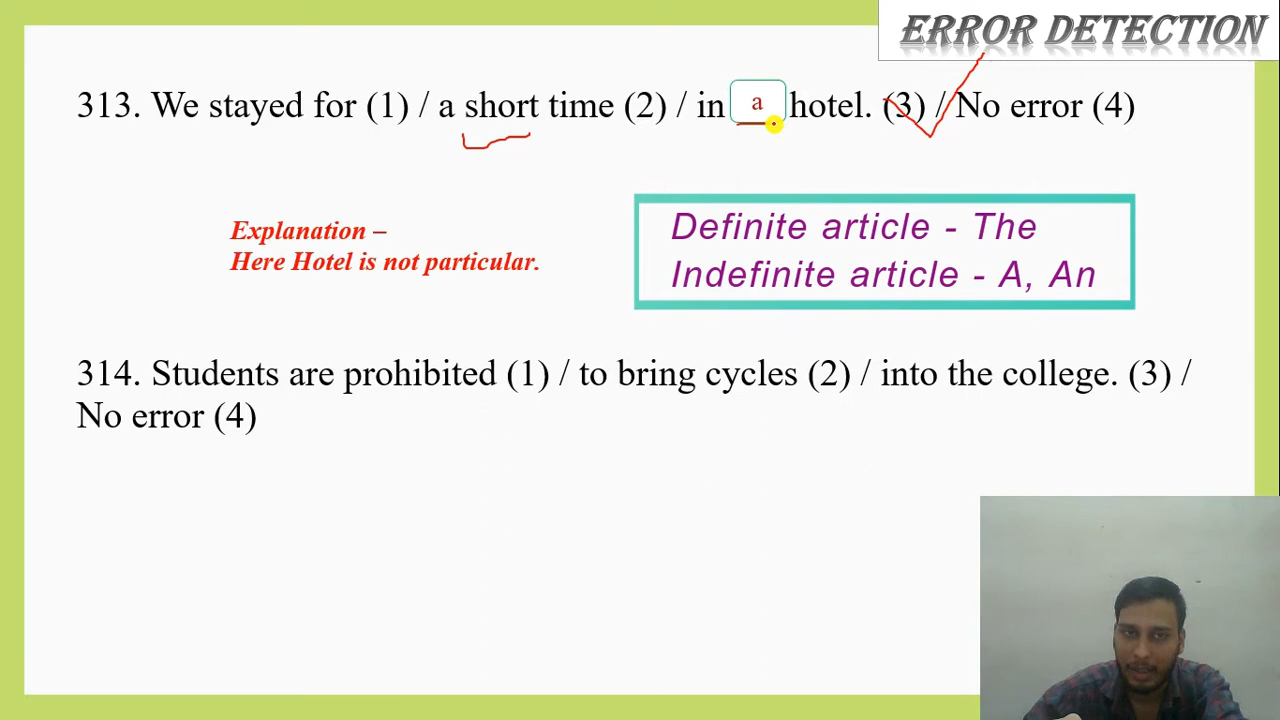 ERROR DETECTION
313. We stayed for (1) / a short time (2) / in a hotel. (3) / No error (4)
Explanation –
Here Hotel is not particular.
Definite article - The
Indefinite article - A, An
314. Students are prohibited (1) / to bring cycles (2) / into the college. (3) /
No error (4)